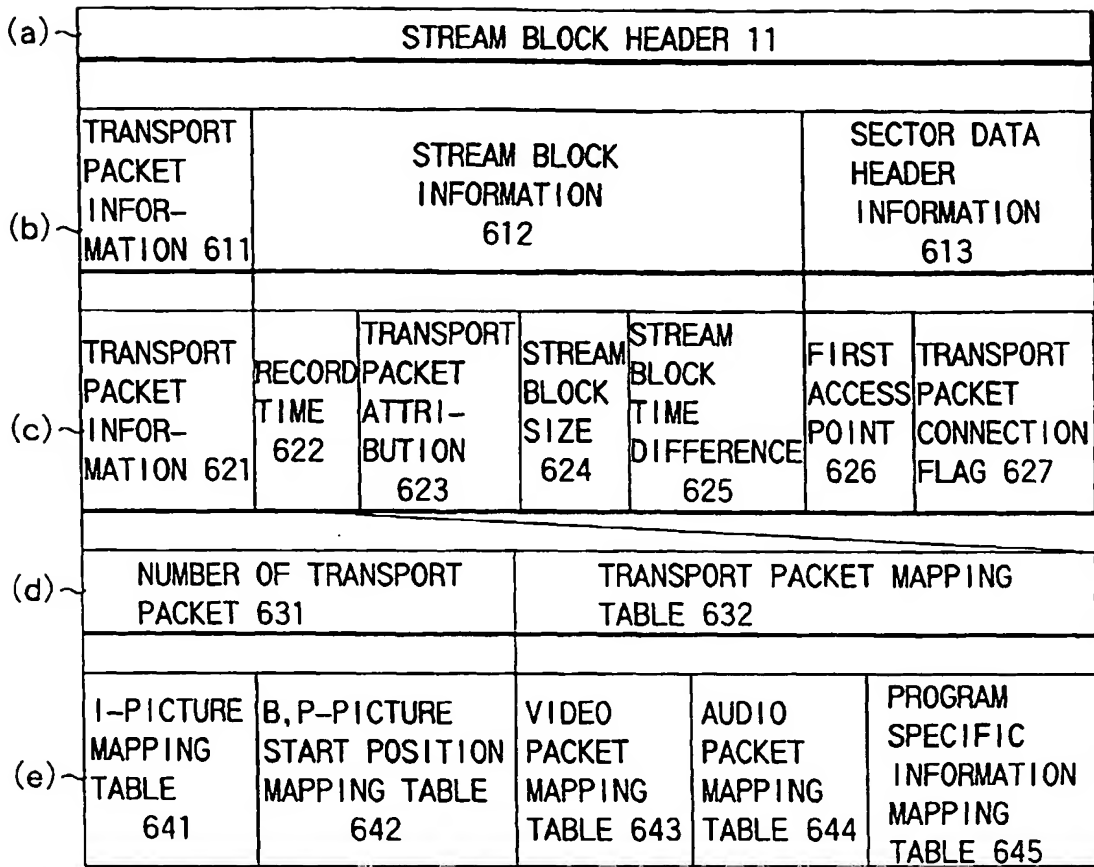 (a)
STREAM BLOCK HEADER 11
(b)
TRANSPORT
PACKET
INFOR-
MATION 611
STREAM BLOCK
INFORMATION
612
SECTOR DATA
HEADER
INFORMATION
613
(c)
TRANSPORT
PACKET
INFOR-
MATION 621
RECORD
TIME
622
TRANSPORT
PACKET
ATTRI-
BUTION
623
STREAM
BLOCK
SIZE
624
STREAM
BLOCK
TIME
DIFFERENCE
625
FIRST
ACCESS
POINT
626
TRANSPORT
PACKET
CONNECTION
FLAG 627
(d)
NUMBER OF TRANSPORT
PACKET 631
TRANSPORT PACKET MAPPING
TABLE 632
(e)
I-PICTURE
MAPPING
TABLE
641
B,P-PICTURE
START POSITION
MAPPING TABLE
642
VIDEO
PACKET
MAPPING
TABLE 643
AUDIO
PACKET
MAPPING
TABLE 644
PROGRAM
SPECIFIC
INFORMATION
MAPPING
TABLE 645